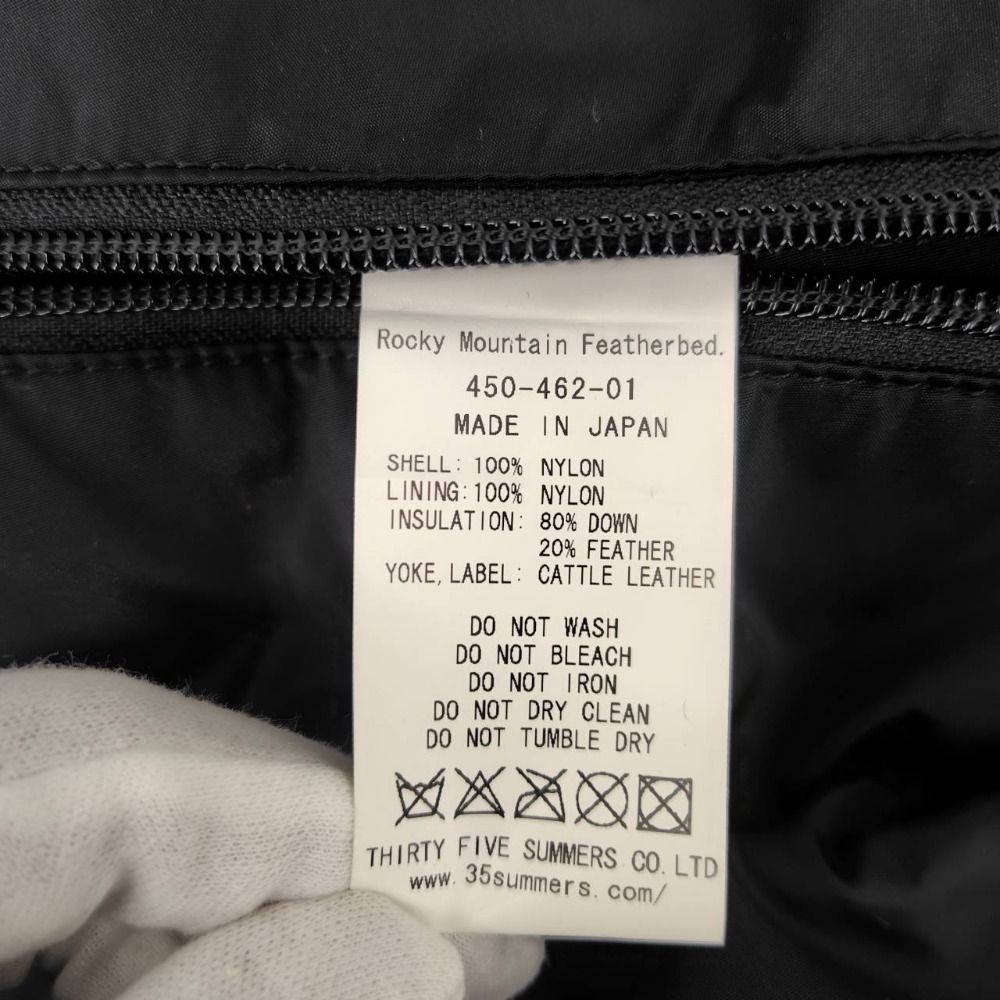 Rocky Mountain Featherbed.
450-462-01
MADE IN JAPAN
SHELL: 100% NYLON
LINING:100% NYLON
INSULATION: 80% DOWN
20% FEATHER
YOKE, LABEL: CATTLE LEATHER
DO NOT WASH
DO NOT BLEACH
DO NOT IRON
DO NOT DRY CLEAN
DO NOT TUMBLE DRY
THIRTY FIVE SUMMERS CO. LTD
www.35summers.com/